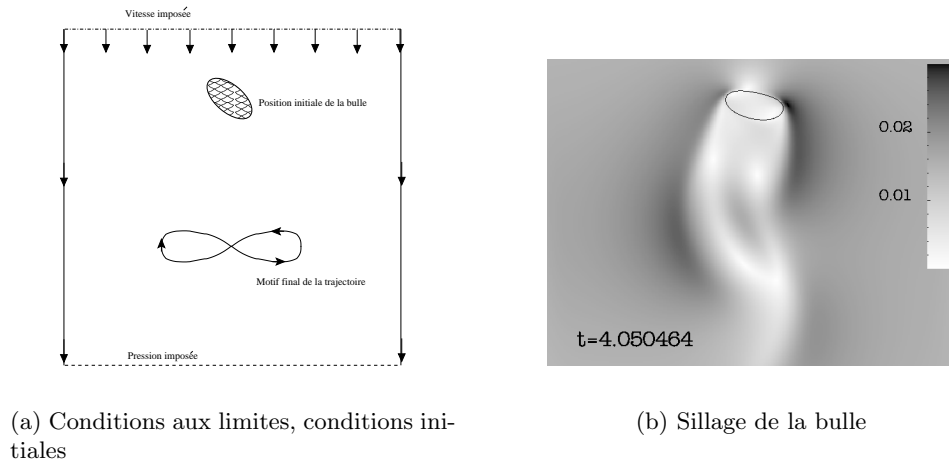 Vitesse imposée
Position initiale de la bulle
Motif final de la trajectoire
Pression imposée
0.02
0.01
t=4.050464
(a) Conditions aux limites, conditions ini-
tiales
(b) Sillage de la bulle